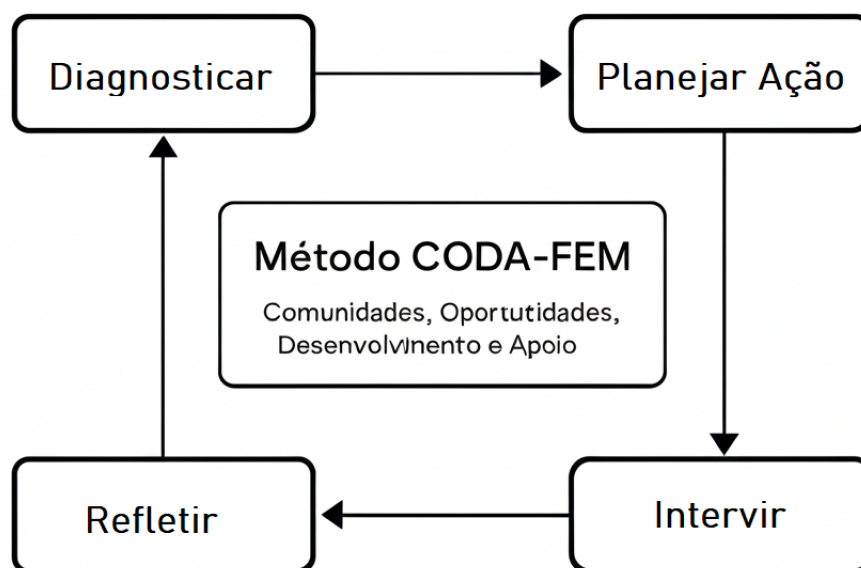 Diagnosticar
Planejar Ação
Método CODA-FEM
Comunidades, Oportutidades,
Desenvolvinento e Apoio
Refletir
Intervir